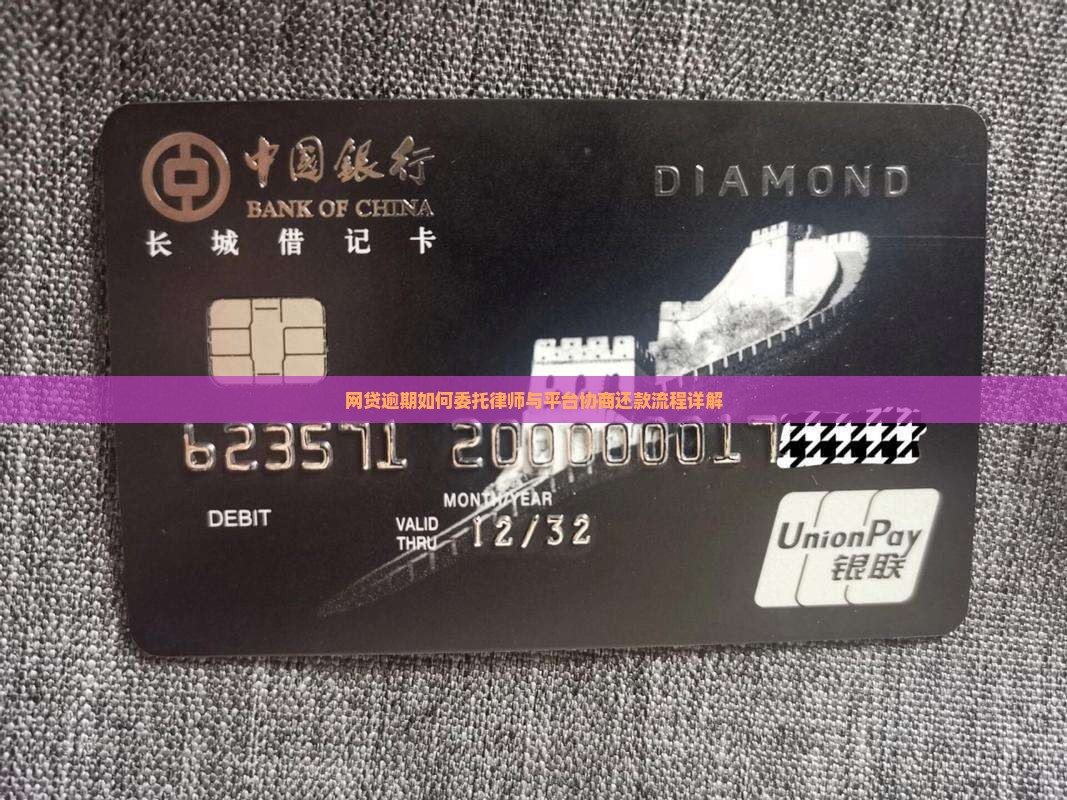 中国銀行
BANK OF CHINA
长城借记卡
DIAMOND
网贷逾期如何委托律师与平台协商还款流程详解
623571 200000017
MONTH/YEAR
DEBIT
VALID THRU 12/32
UnionPay
银联